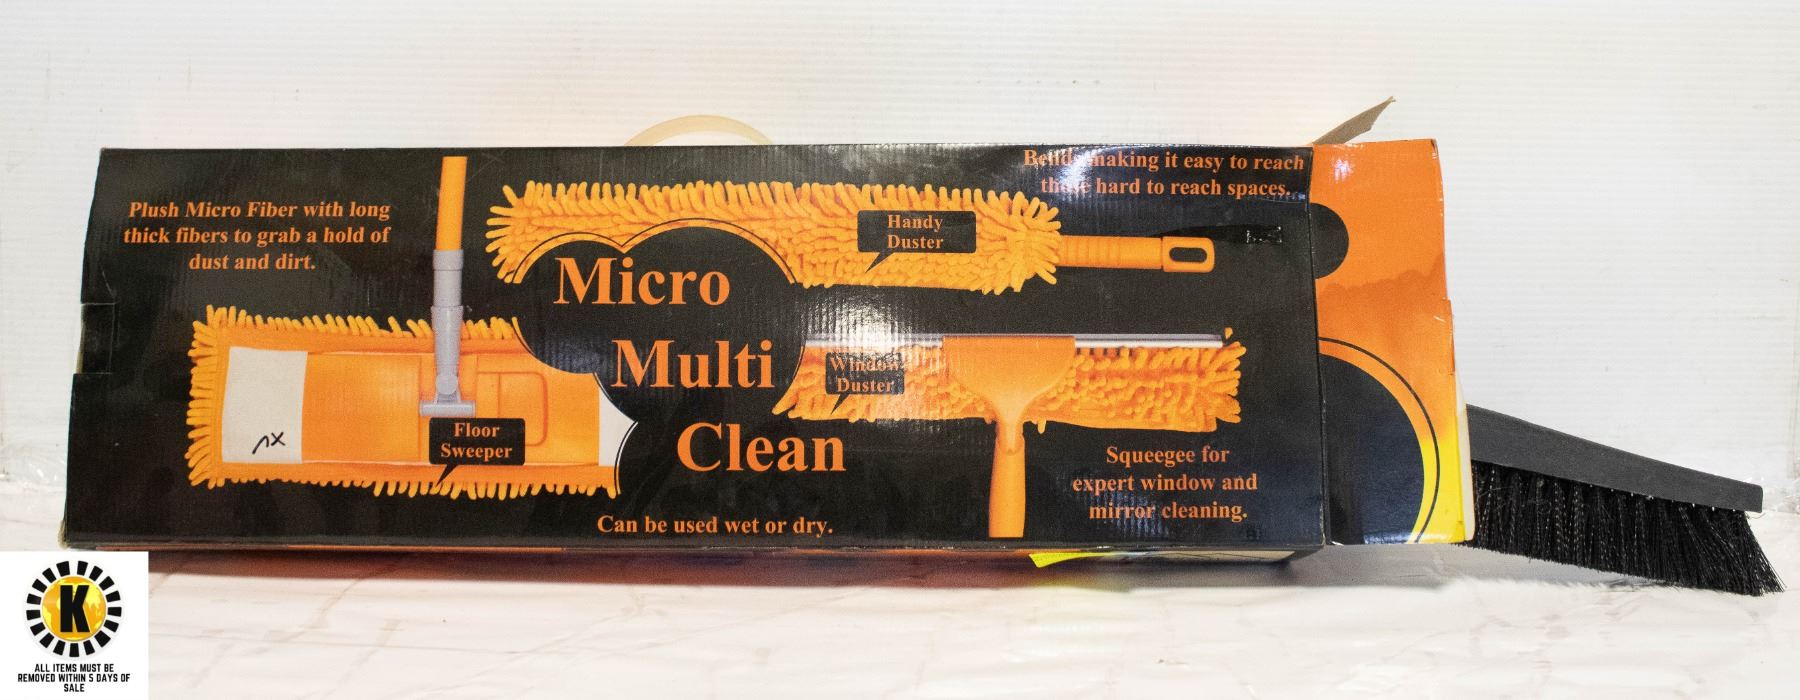 Plush Micro Fiber with long
thick fibers to grab a hold of
dust and dirt.
Bends making it easy to reach
those hard to reach spaces.
Handy
Duster
Micro
Multi
Clean
Window
Duster
Floor
Sweeper
Squeegee for
expert window and
mirror cleaning.
Can be used wet or dry.
K
ALL ITEMS MUST BE
REMOVED WITHIN 5 DAYS OF
SALE